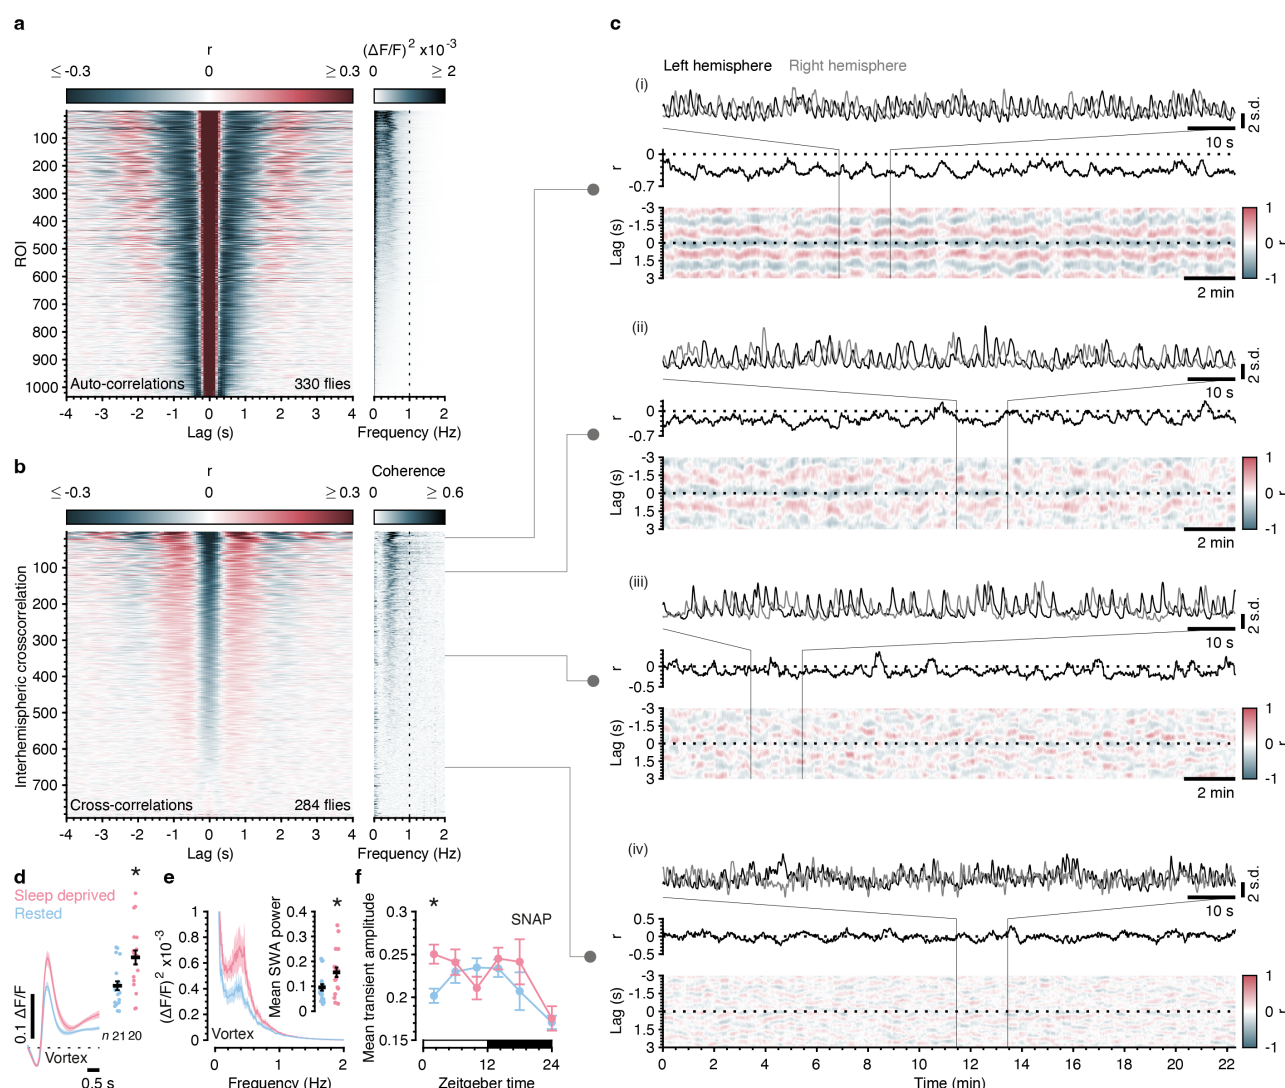 a
r
≤ -0.3
0
≥ 0.3
(ΔF/F)² x10⁻³
0
≥ 2
ROI
100
200
300
400
500
600
700
800
900
1000
Auto-correlations
330 flies
-4
-3
-2
-1
0
1
2
3
4
Lag (s)
0
1
2
Frequency (Hz)
b
r
≤ -0.3
0
≥ 0.3
Coherence
0
≥ 0.6
Interhemispheric crosscorrelation
100
200
300
400
500
600
700
Cross-correlations
284 flies
-4
-3
-2
-1
0
1
2
3
4
Lag (s)
0
1
2
Frequency (Hz)
c
Left hemisphere
Right hemisphere
(i)
2 s.d.
10 s
r
0
-0.7
Lag (s)
-3
-1.5
0
1.5
3
1
0
-1
r
2 min
(ii)
2 s.d.
10 s
r
0
-0.7
Lag (s)
-3
-1.5
0
1.5
3
1
0
-1
r
2 min
(iii)
2 s.d.
10 s
r
0
-0.5
Lag (s)
-3
-1.5
0
1.5
3
1
0
-1
r
2 min
(iv)
2 s.d.
10 s
r
0.5
0
-0.5
Lag (s)
-3
-1.5
0
1.5
3
1
0
-1
r
0
2
4
6
8
10
12
14
16
18
20
22
Time (min)
d
Sleep deprived
Rested
*
0.1 ΔF/F
n 21 20
Vortex
0.5 s
e
(ΔF/F)² x10⁻³
1
0.8
0.6
0.4
0.2
0
Mean SWA power
0.4
0.3
0.2
0.1
0
*
Vortex
0
1
2
Frequency (Hz)
f
Mean transient amplitude
0.3
0.25
0.2
0.15
*
SNAP
0
12
24
Zeitgeber time